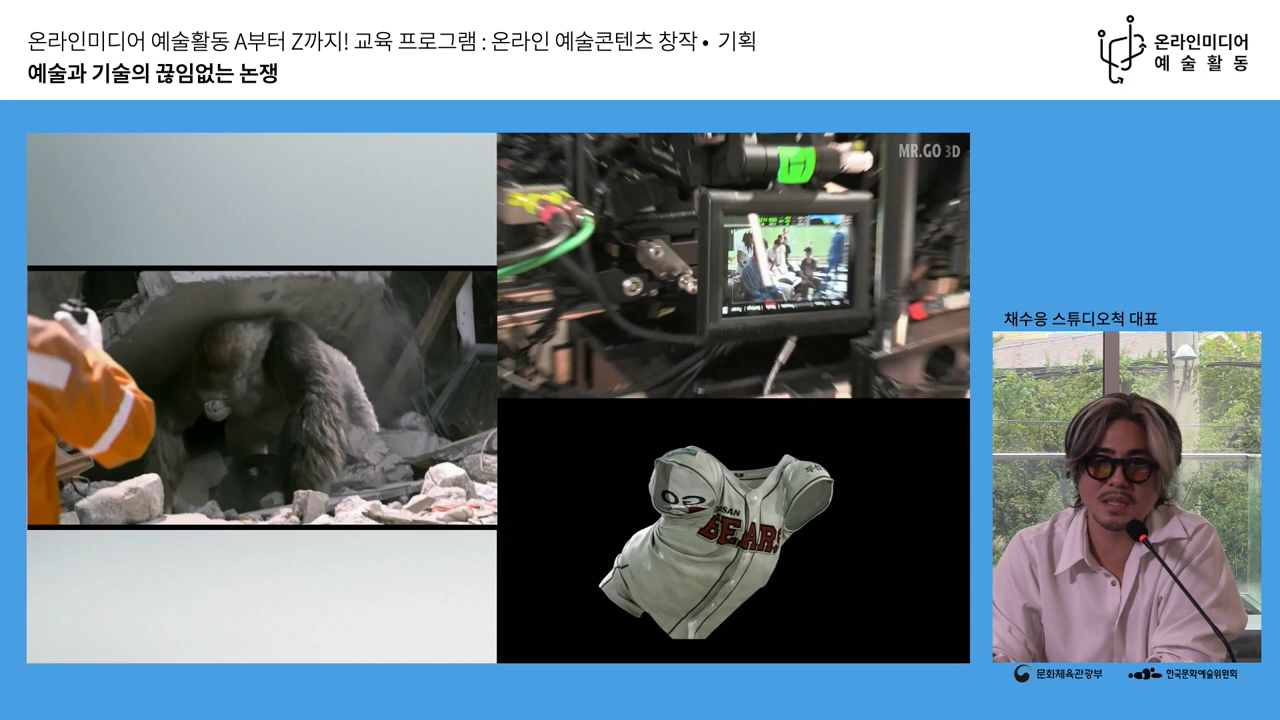 온라인미디어 예술활동 A부터 Z까지! 교육 프로그램 : 온라인 예술콘텐츠 창작 • 기획
예술과 기술의 끊임없는 논쟁
온라인미디어
예 술 활 동
MR.GO 3D
H
두산
DOOSAN
BEARS
채수응 스튜디오척 대표
문화체육관광부
한국문화예술위원회